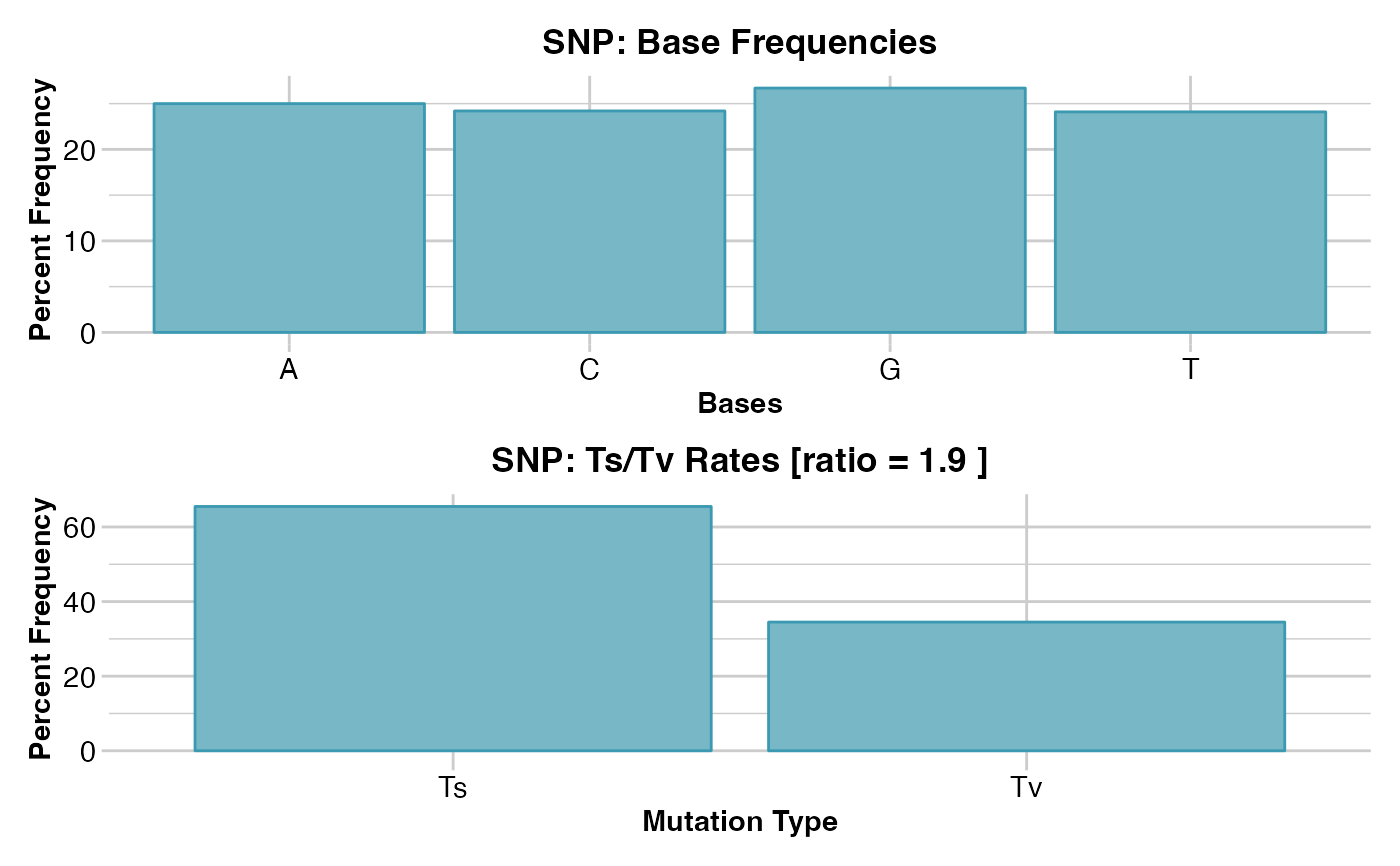 SNP: Base Frequencies
Percent Frequency
20
10
0
A C G T
Bases
SNP: Ts/Tv Rates [ratio = 1.9 ]
Percent Frequency
60
40
20
0
Ts Tv
Mutation Type